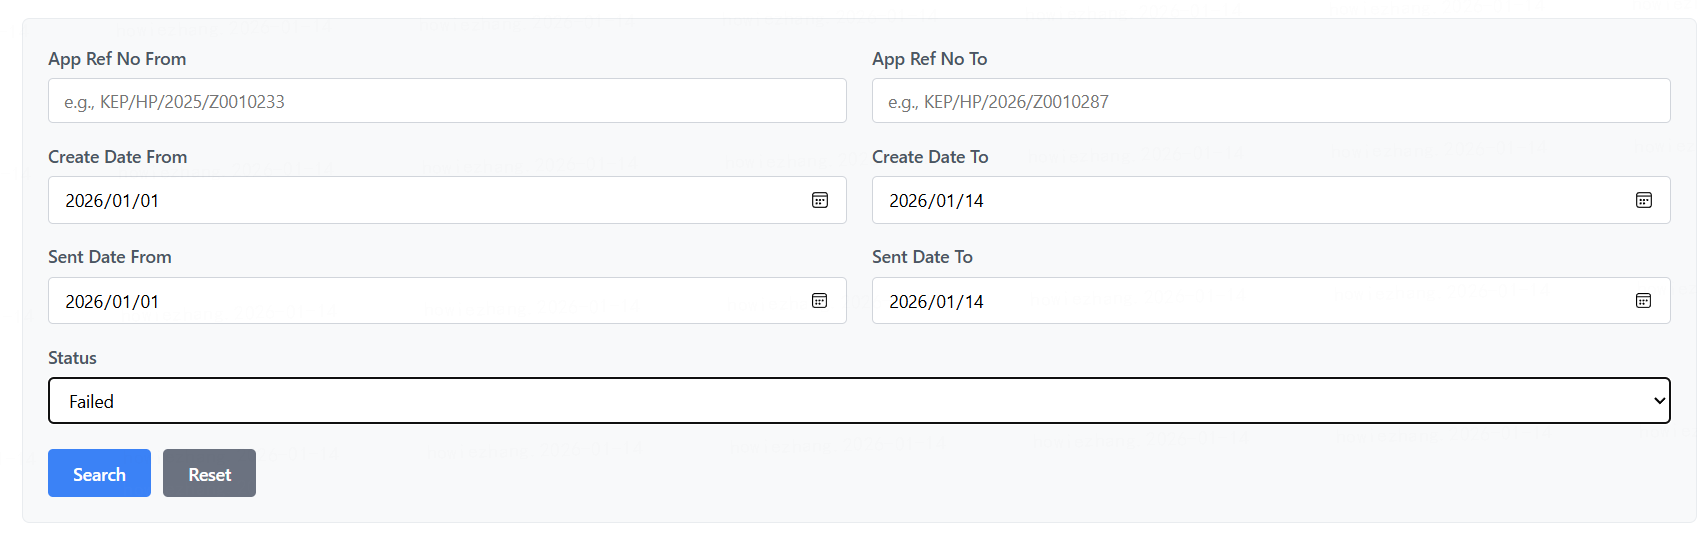 App Ref No From
App Ref No To
e.g., KEP/HP/2025/Z0010233
e.g., KEP/HP/2026/Z0010287
Create Date From
Create Date To
2026/01/01
2026/01/14
Sent Date From
Sent Date To
2026/01/01
2026/01/14
Status
Failed
Search
Reset